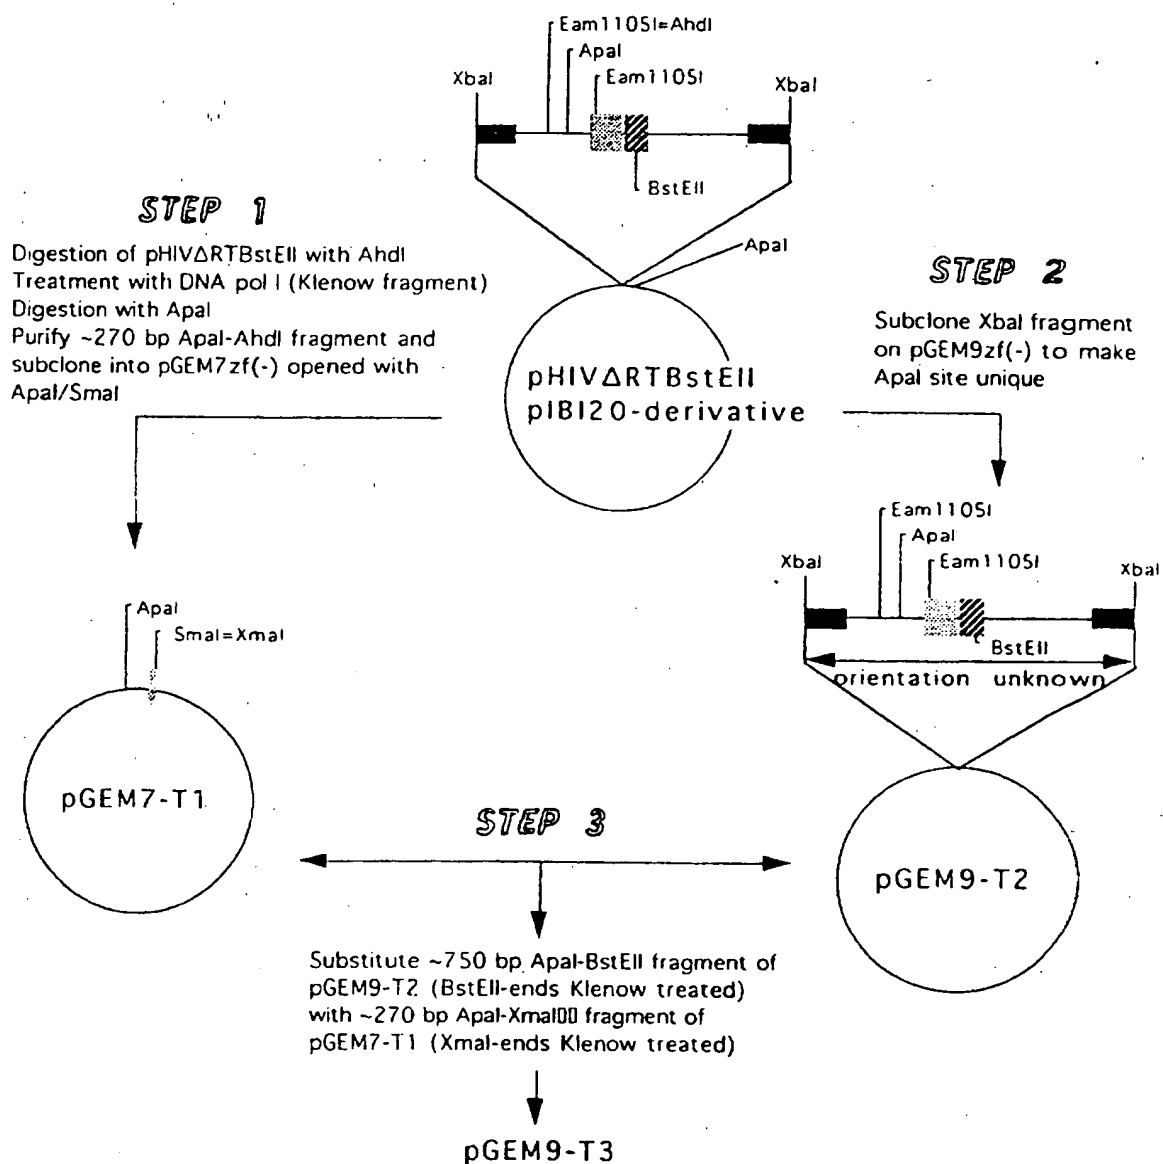 Eam1105I=AhdI
ApaI
XbaI
Eam1105I
XbaI
BstEII
ApaI
STEP 1
Digestion of pHIVΔRTBstEII with AhdI
Treatment with DNA pol I (Klenow fragment)
Digestion with ApaI
Purify ~270 bp ApaI-AhdI fragment and
subclone into pGEM7zf(-) opened with
ApaI/SmaI
pHIVΔRTBstEII
pIBI20-derivative
STEP 2
Subclone XbaI fragment
on pGEM9zf(-) to make
ApaI site unique
Eam1105I
ApaI
XbaI
Eam1105I
XbaI
BstEII
orientation unknown
ApaI
SmaI=XmaI
pGEM7-T1
STEP 3
pGEM9-T2
Substitute ~750 bp ApaI-BstEII fragment of
pGEM9-T2 (BstEII-ends Klenow treated)
with ~270 bp ApaI-XmaI▯▯ fragment of
pGEM7-T1 (XmaI-ends Klenow treated)
pGEM9-T3